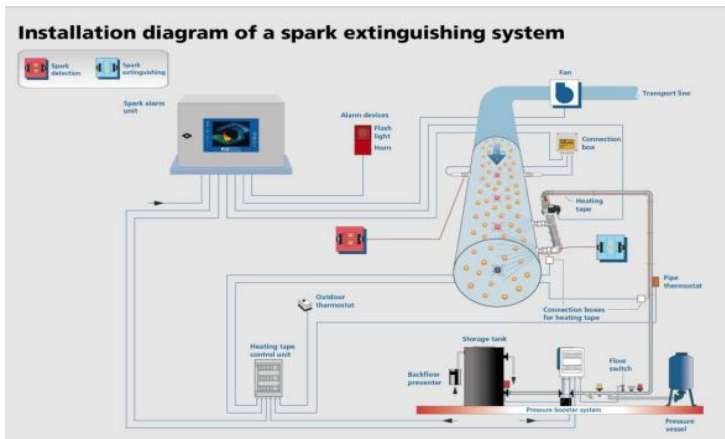 Installation diagram of a spark extinguishing system
Spark
detection
Spark
extinguishing
Fan
Transport line
Spark alarm
unit
Alarm devices
Flash
light
Horn
Connection
box
Heating
tape
Pipe
thermostat
Outdoor
thermostat
Connection boxes
for heating tape
Heating tape
control unit
Storage tank
Flow
switch
Backflow
preventer
Pressure booster system
Pressure
vessel